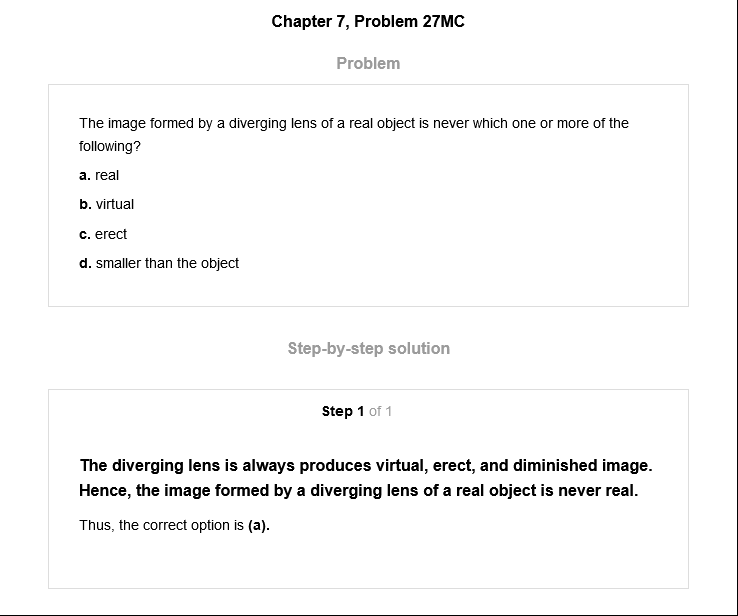 Chapter 7, Problem 27MC
Problem
The image formed by a diverging lens of a real object is never which one or more of the
following?
a. real
b. virtual
c. erect
d. smaller than the object
Step-by-step solution
Step 1 of 1
The diverging lens is always produces virtual, erect, and diminished image.
Hence, the image formed by a diverging lens of a real object is never real.
Thus, the correct option is (a).